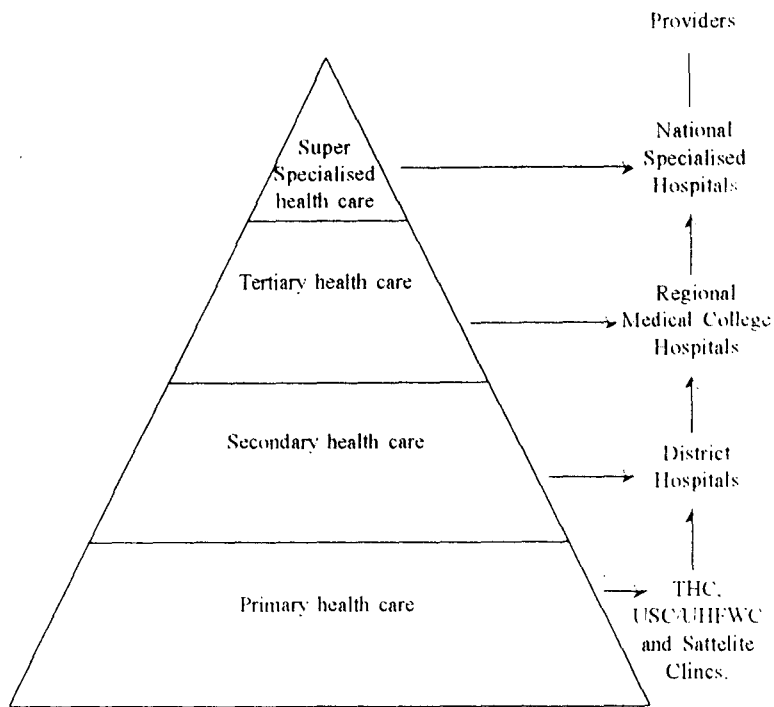 Providers
Super
Specialised
health care
National
Specialised
Hospitals
Tertiary health care
Regional
Medical College
Hospitals
Secondary health care
District
Hospitals
Primary health care
THC,
USC/UHFWC
and Sattelite
Clincs.